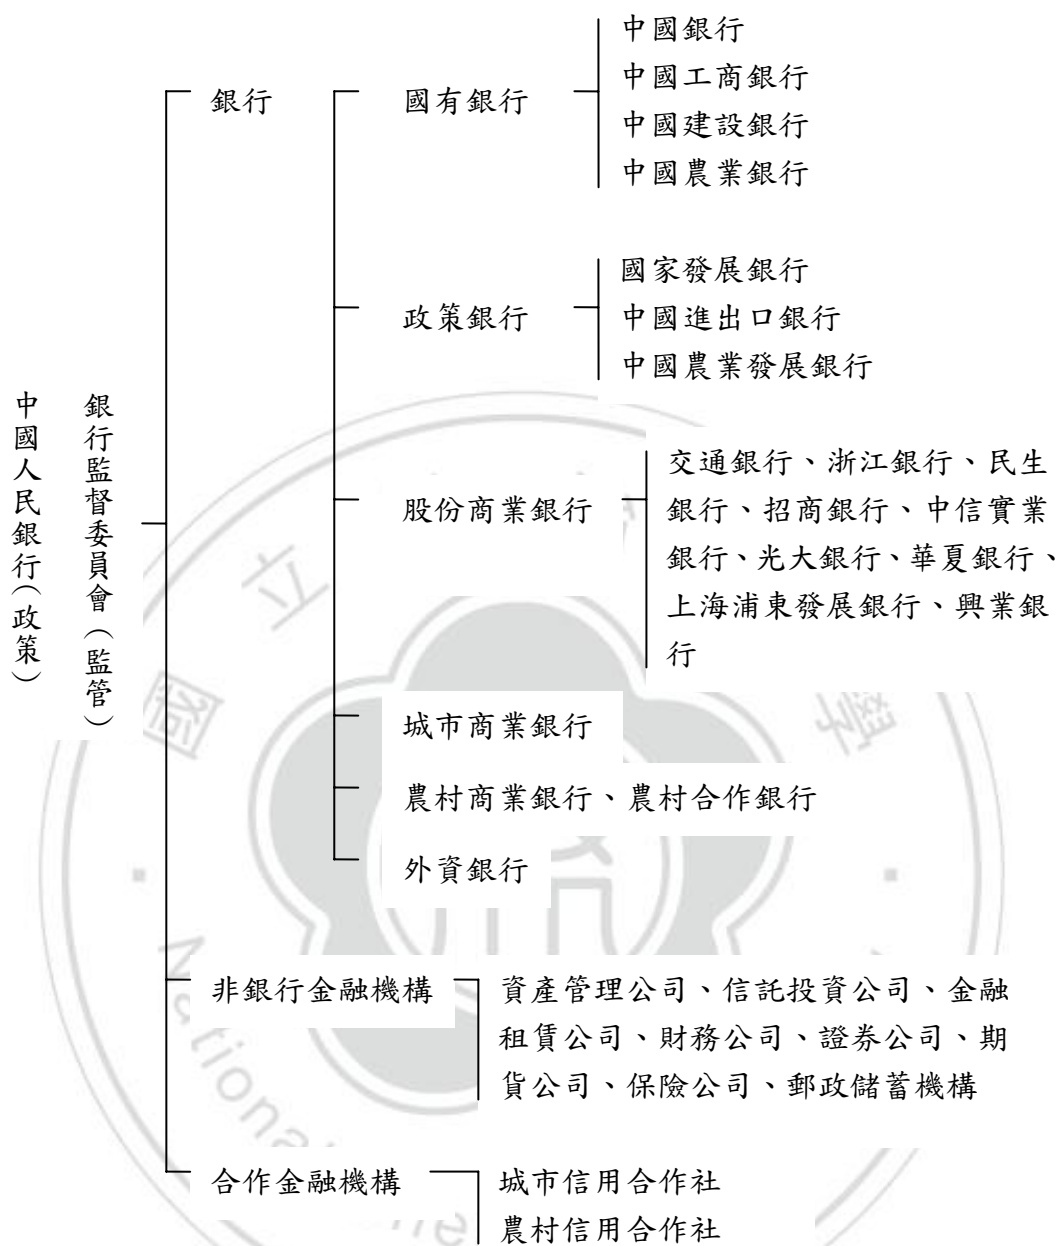 中國人民銀行（政策）
銀行監督委員會（監管）
銀行
國有銀行
中國銀行
中國工商銀行
中國建設銀行
中國農業銀行
政策銀行
國家發展銀行
中國進出口銀行
中國農業發展銀行
股份商業銀行
交通銀行、浙江銀行、民生
銀行、招商銀行、中信實業
銀行、光大銀行、華夏銀行、
上海浦東發展銀行、興業銀
行
城市商業銀行
農村商業銀行、農村合作銀行
外資銀行
非銀行金融機構
資產管理公司、信託投資公司、金融
租賃公司、財務公司、證券公司、期
貨公司、保險公司、郵政儲蓄機構
合作金融機構
城市信用合作社
農村信用合作社
國
立
學
National